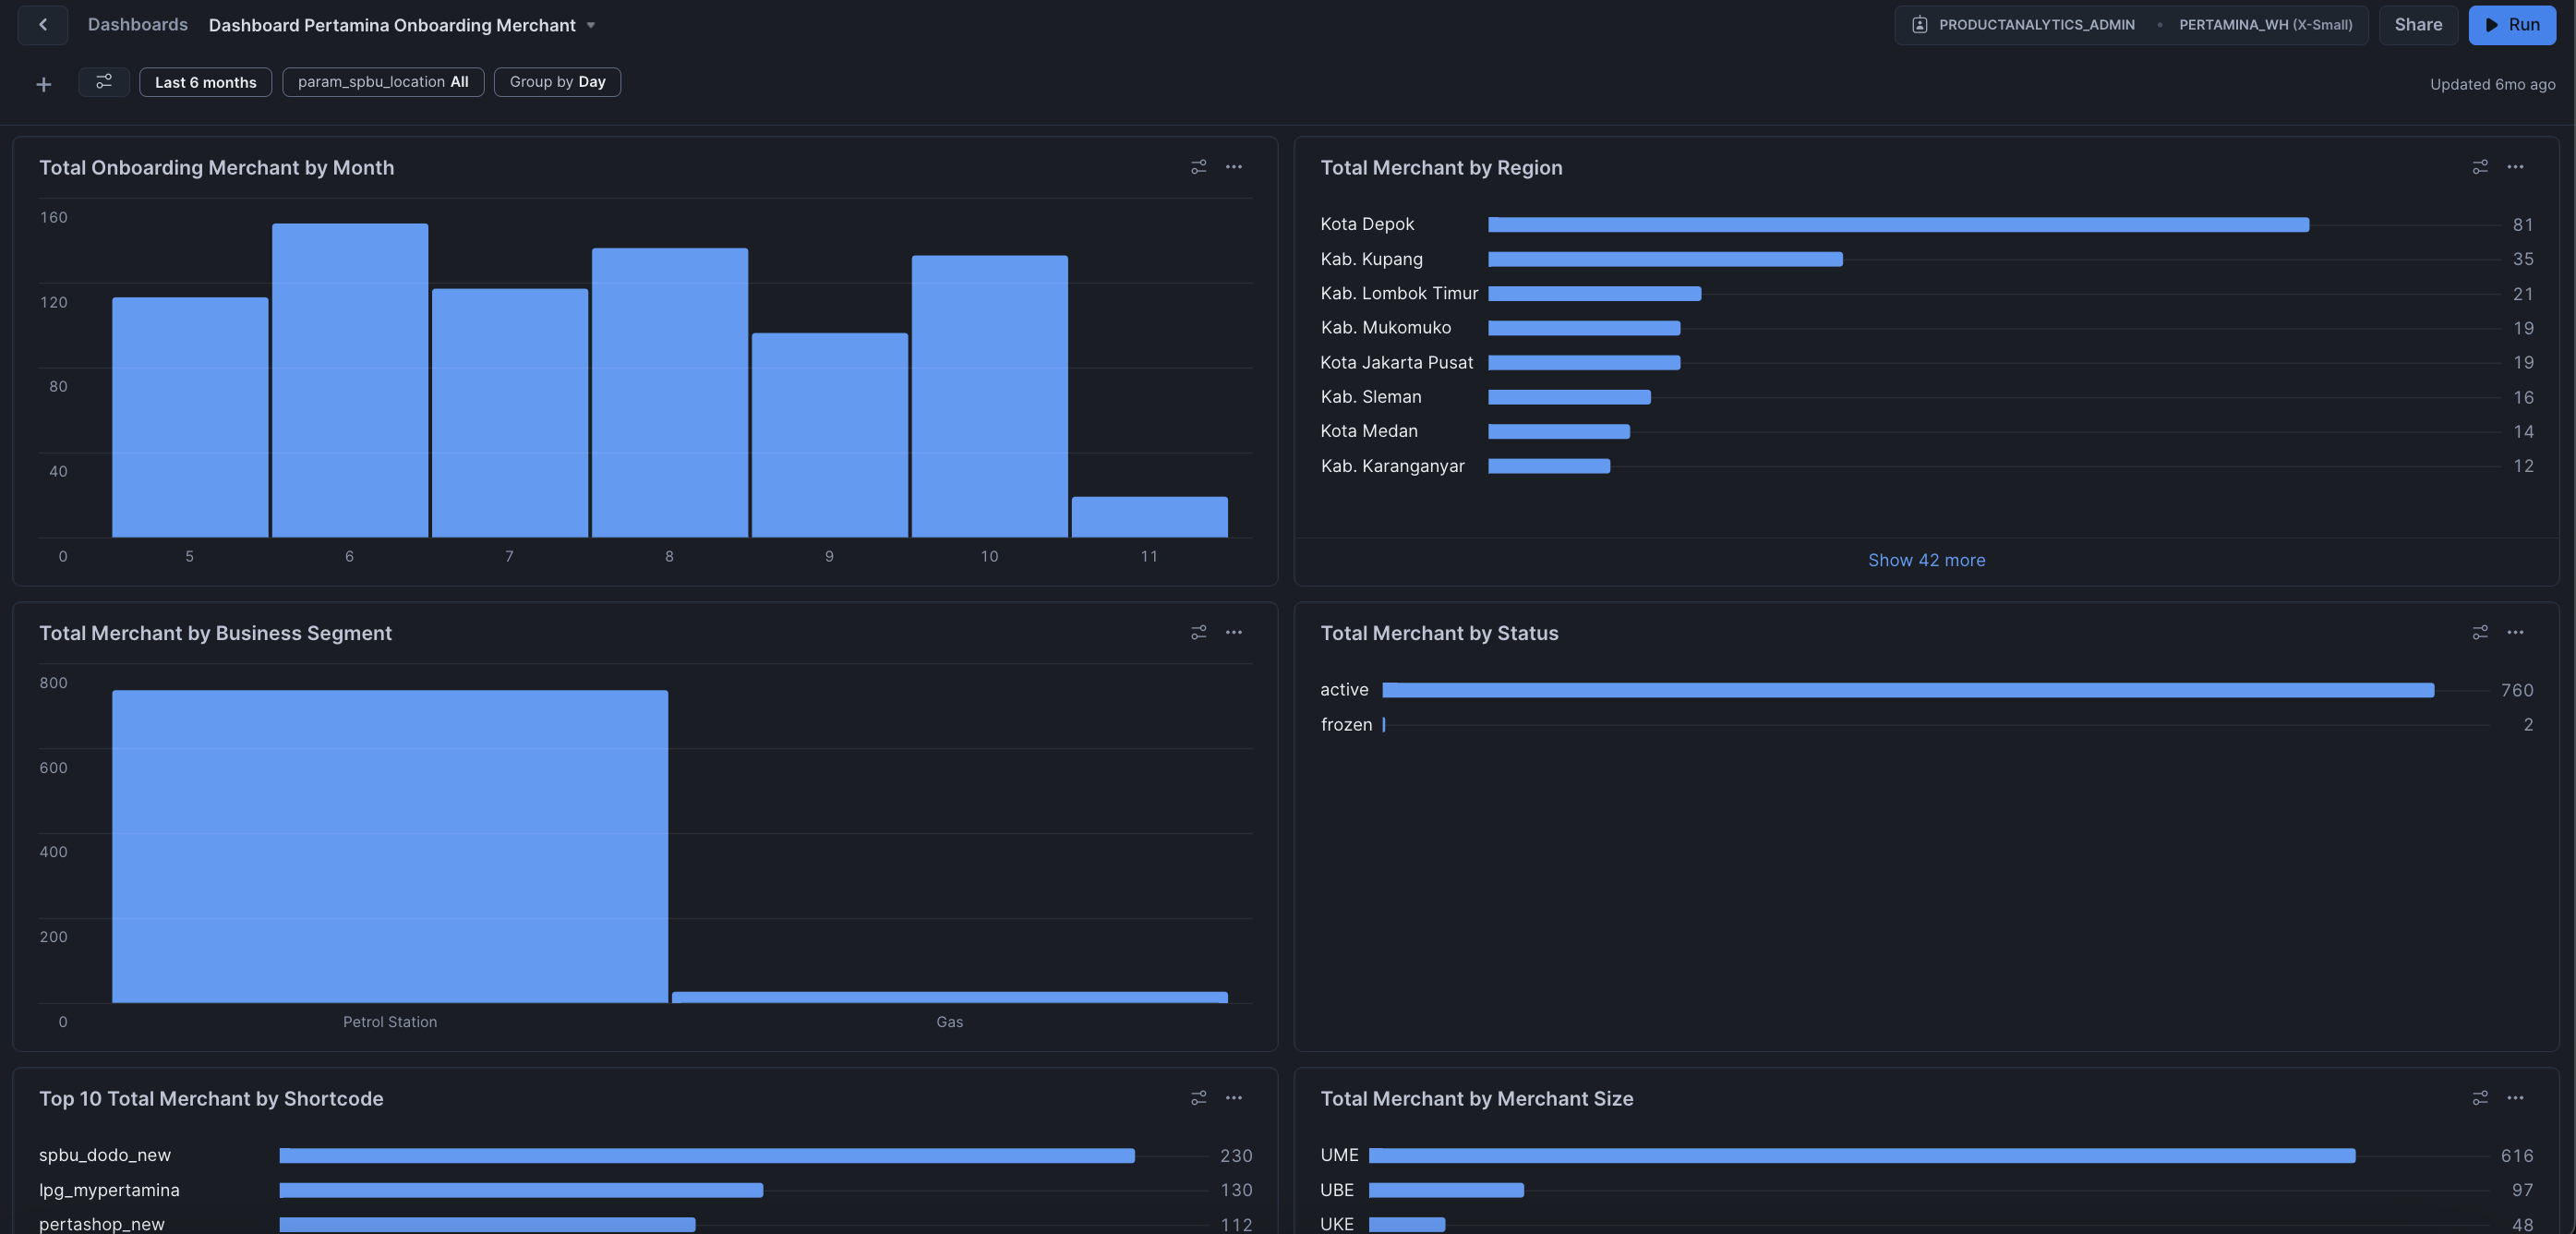 Dashboards Dashboard Pertamina Onboarding Merchant PRODUCTANALYTICS_ADMIN • PERTAMINA_WH (X-Small) Share Run
Last 6 months param_spbu_location All Group by Day Updated 6mo ago
Total Onboarding Merchant by Month
160
120
80
40
0
5 6 7 8 9 10 11
Total Merchant by Region
Kota Depok 81
Kab. Kupang 35
Kab. Lombok Timur 21
Kab. Mukomuko 19
Kota Jakarta Pusat 19
Kab. Sleman 16
Kota Medan 14
Kab. Karanganyar 12
Show 42 more
Total Merchant by Business Segment
800
600
400
200
0
Petrol Station Gas
Total Merchant by Status
active 760
frozen 2
Top 10 Total Merchant by Shortcode
spbu_dodo_new 230
lpg_mypertamina 130
pertashop_new 112
Total Merchant by Merchant Size
UME 616
UBE 97
UKE 48